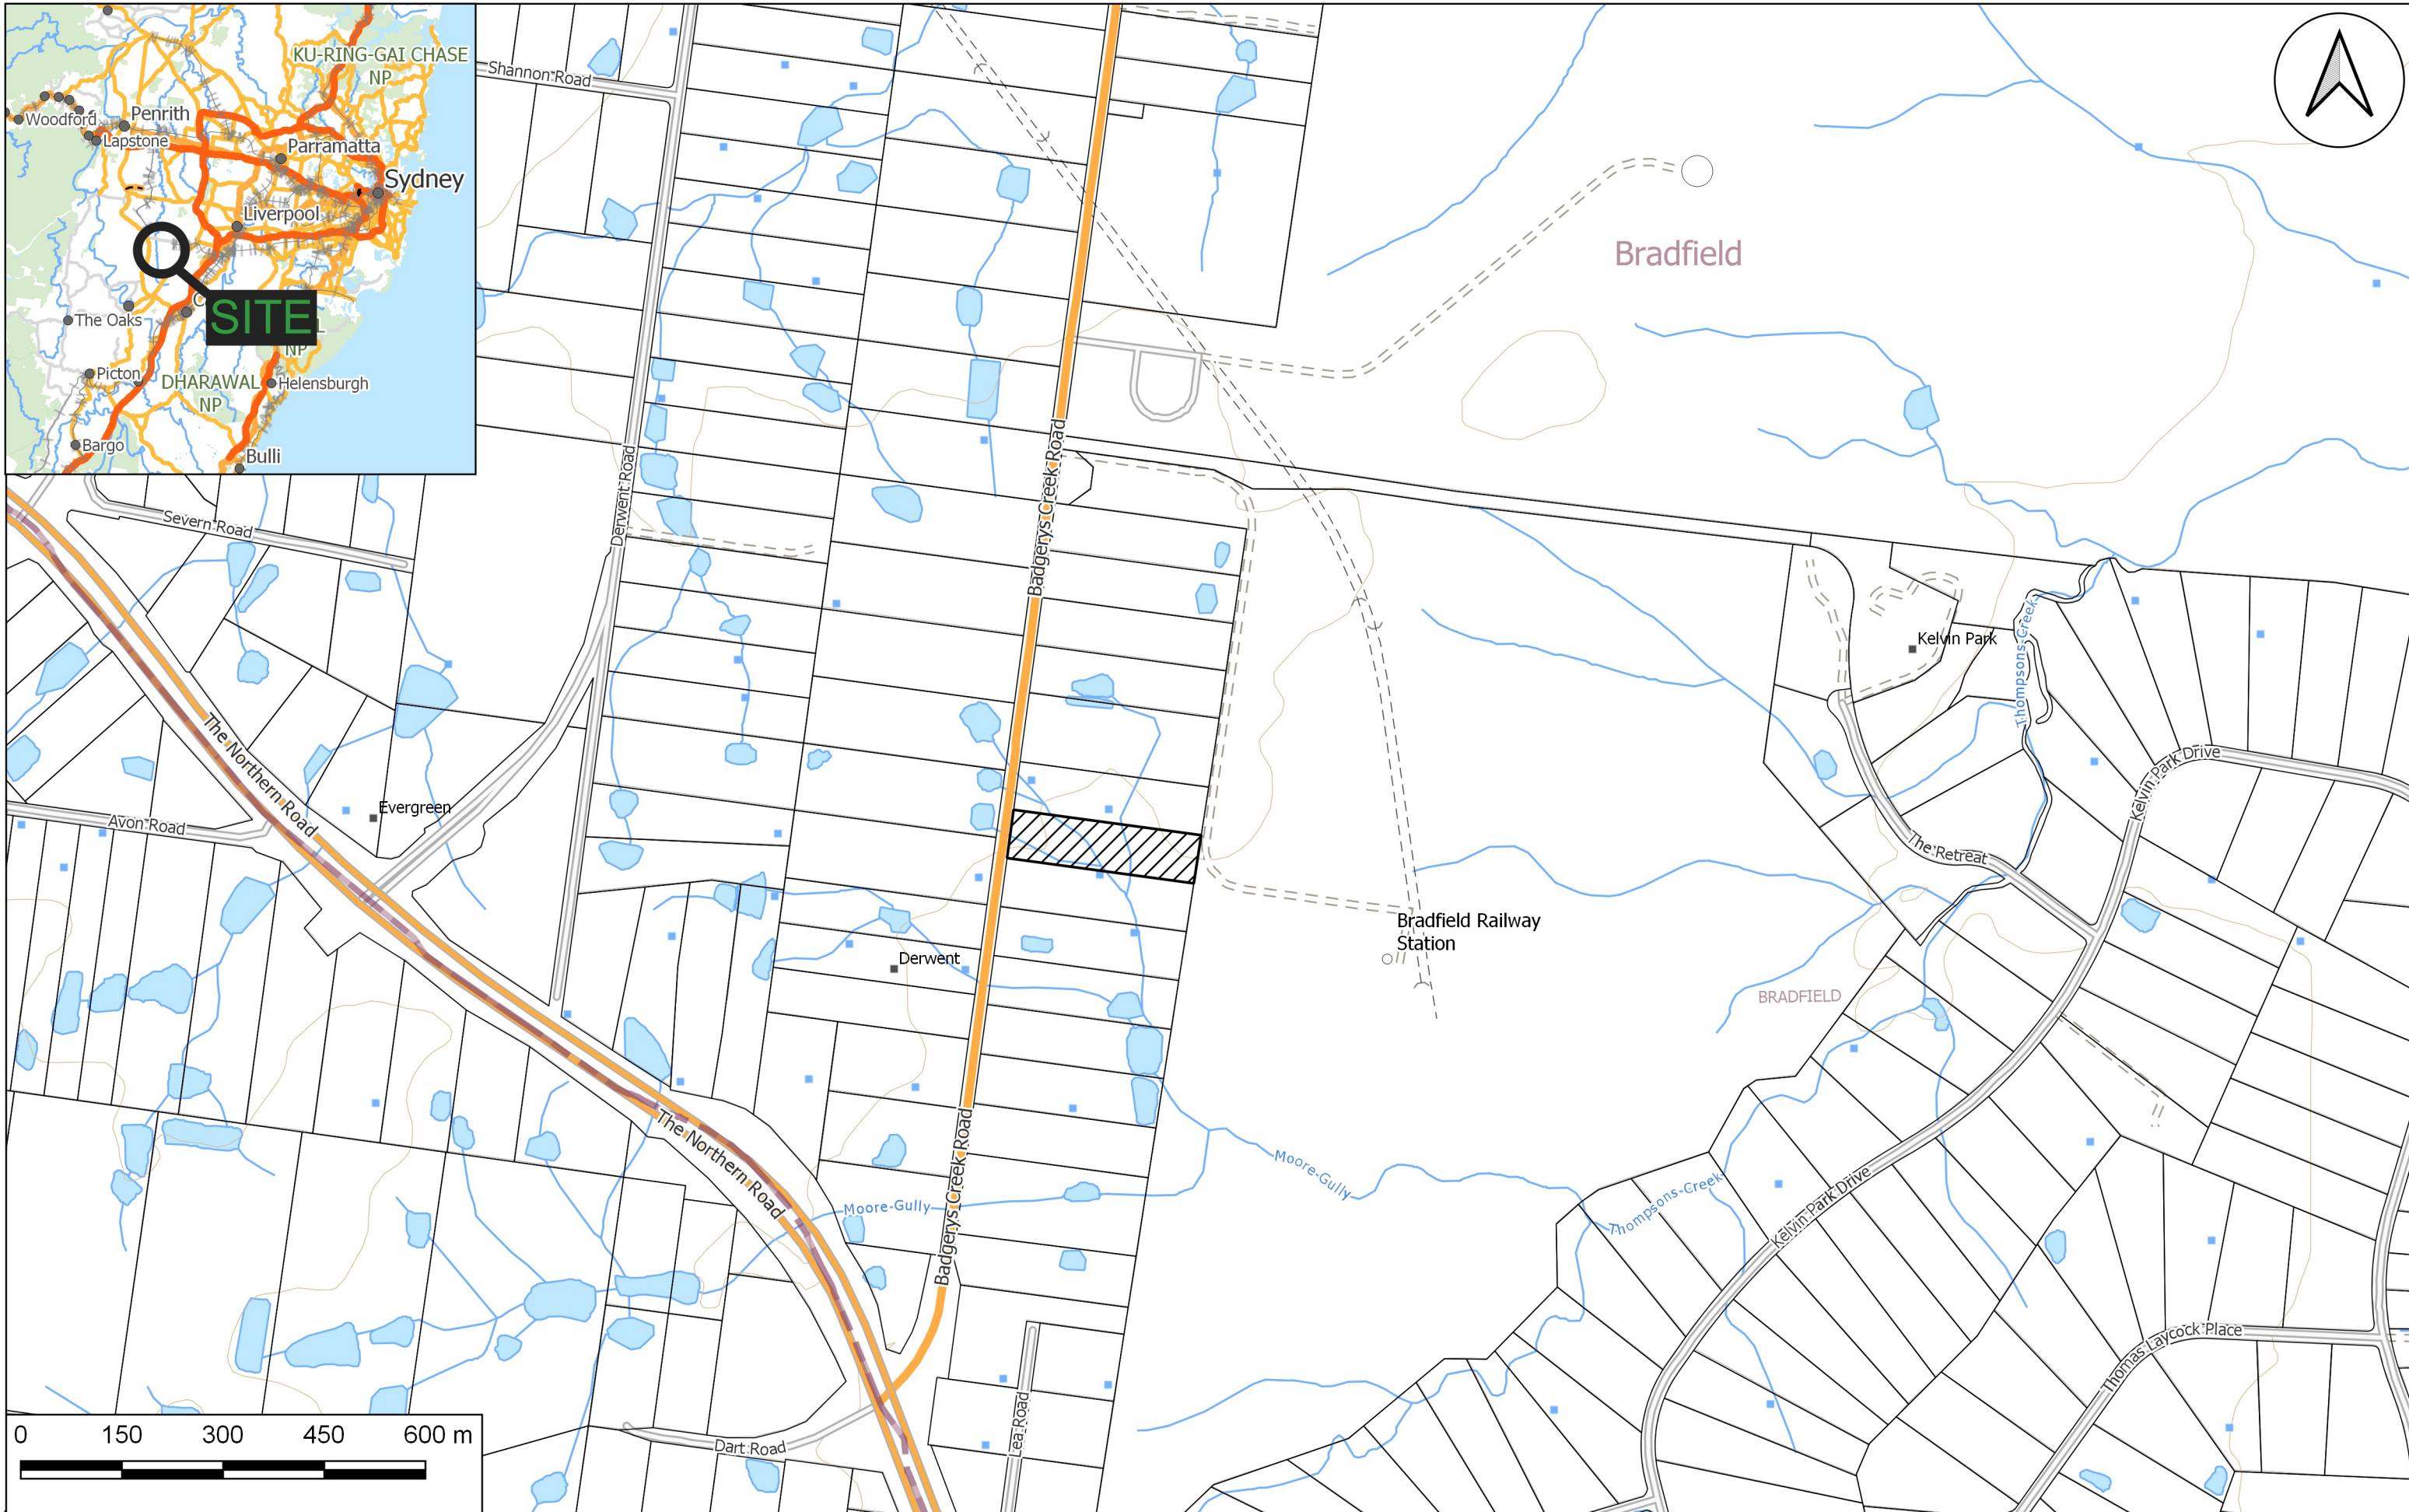 KU-RING-GAI CHASE
NP
Woodford
Penrith
Lapstone
Parramatta
Sydney
Liverpool
C
SITE
L
NP
The Oaks
Picton
DHARAWAL
NP
Helensburgh
Bargo
Bulli
Shannon Road
Bradfield
Derwent Road
Badgerys Creek Road
Severn Road
Kelvin Park
Thompsons-Creek
The Northern Road
Kelvin Park Drive
Evergreen
Avon Road
The Retreat
Bradfield Railway
Station
Derwent
BRADFIELD
The Northern Road
Badgerys Creek Road
Moore-Gully
Moore-Gully
Thompsons-Creek
Kelvin Park Drive
Thomas Laycock Place
Lea Road
Dart Road
0 150 300 450 600 m